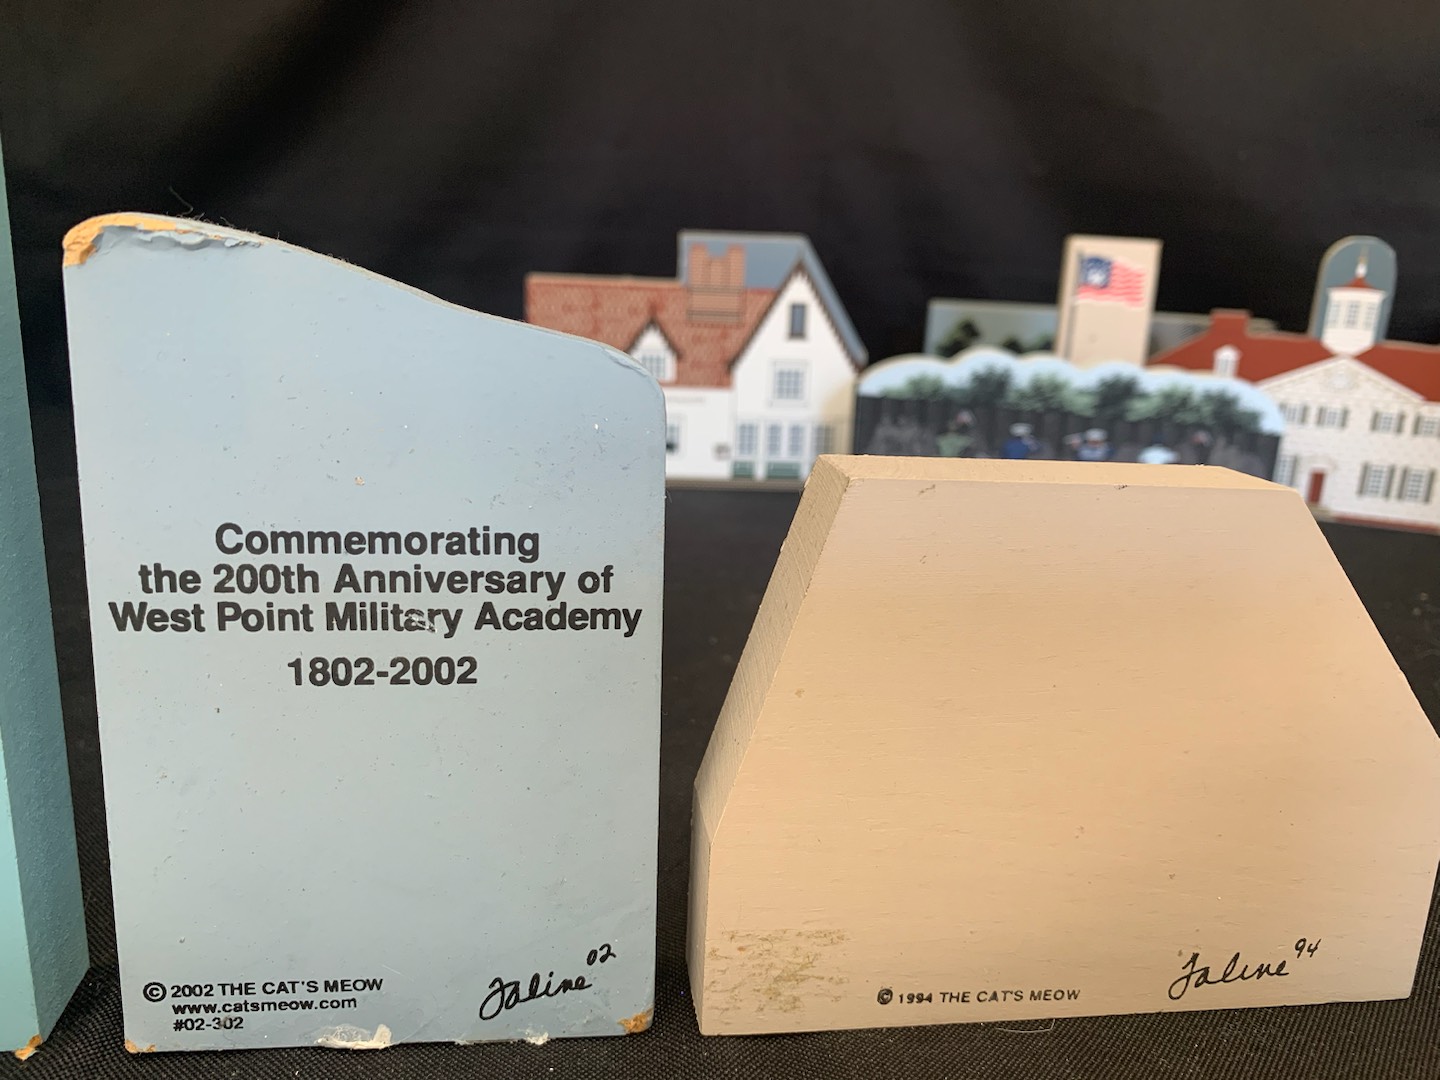 Commemorating
the 200th Anniversary of
West Point Military Academy
1802-2002
© 2002 THE CAT'S MEOW
www.catsmeow.com
#02-302
Faline 02
© 1994 THE CAT'S MEOW
Faline 94